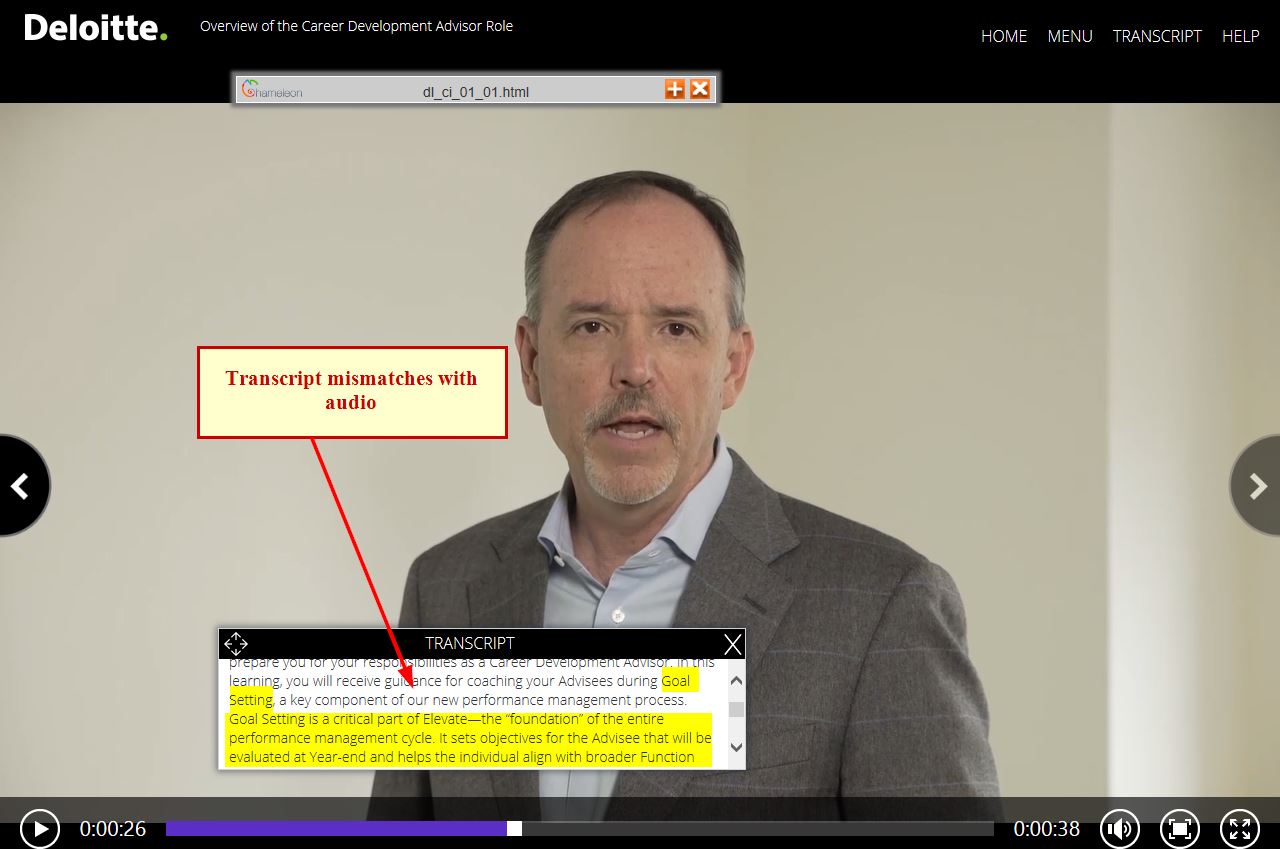 Deloitte.
Overview of the Career Development Advisor Role
HOME MENU TRANSCRIPT HELP
Chameleon
dl_ci_01_01.html
Transcript mismatches with
audio
TRANSCRIPT
prepare you for your responsibilities as a Career Development Advisor. In this
learning, you will receive guidance for coaching your Advisees during Goal
Setting, a key component of our new performance management process.
Goal Setting is a critical part of Elevate—the “foundation” of the entire
performance management cycle. It sets objectives for the Advisee that will be
evaluated at Year-end and helps the individual align with broader Function
0:00:26
0:00:38